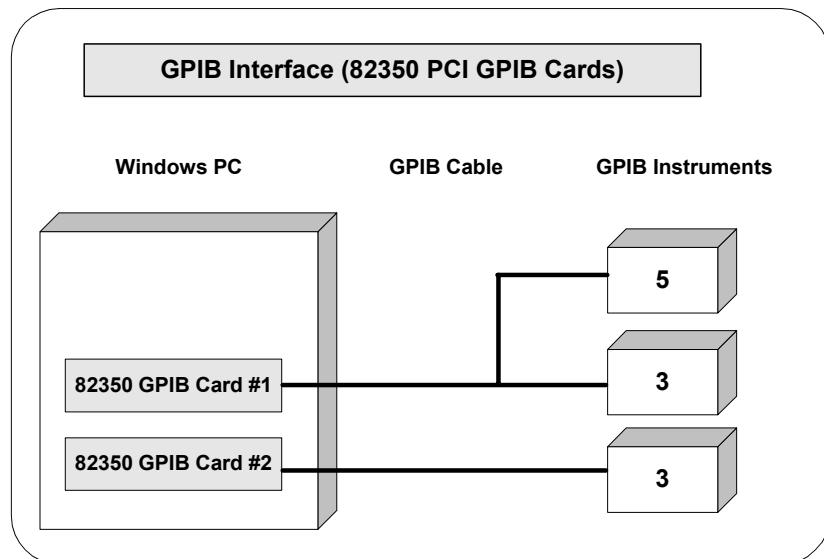 GPIB Interface (82350 PCI GPIB Cards)
Windows PC
GPIB Cable
GPIB Instruments
5
82350 GPIB Card #1
3
82350 GPIB Card #2
3